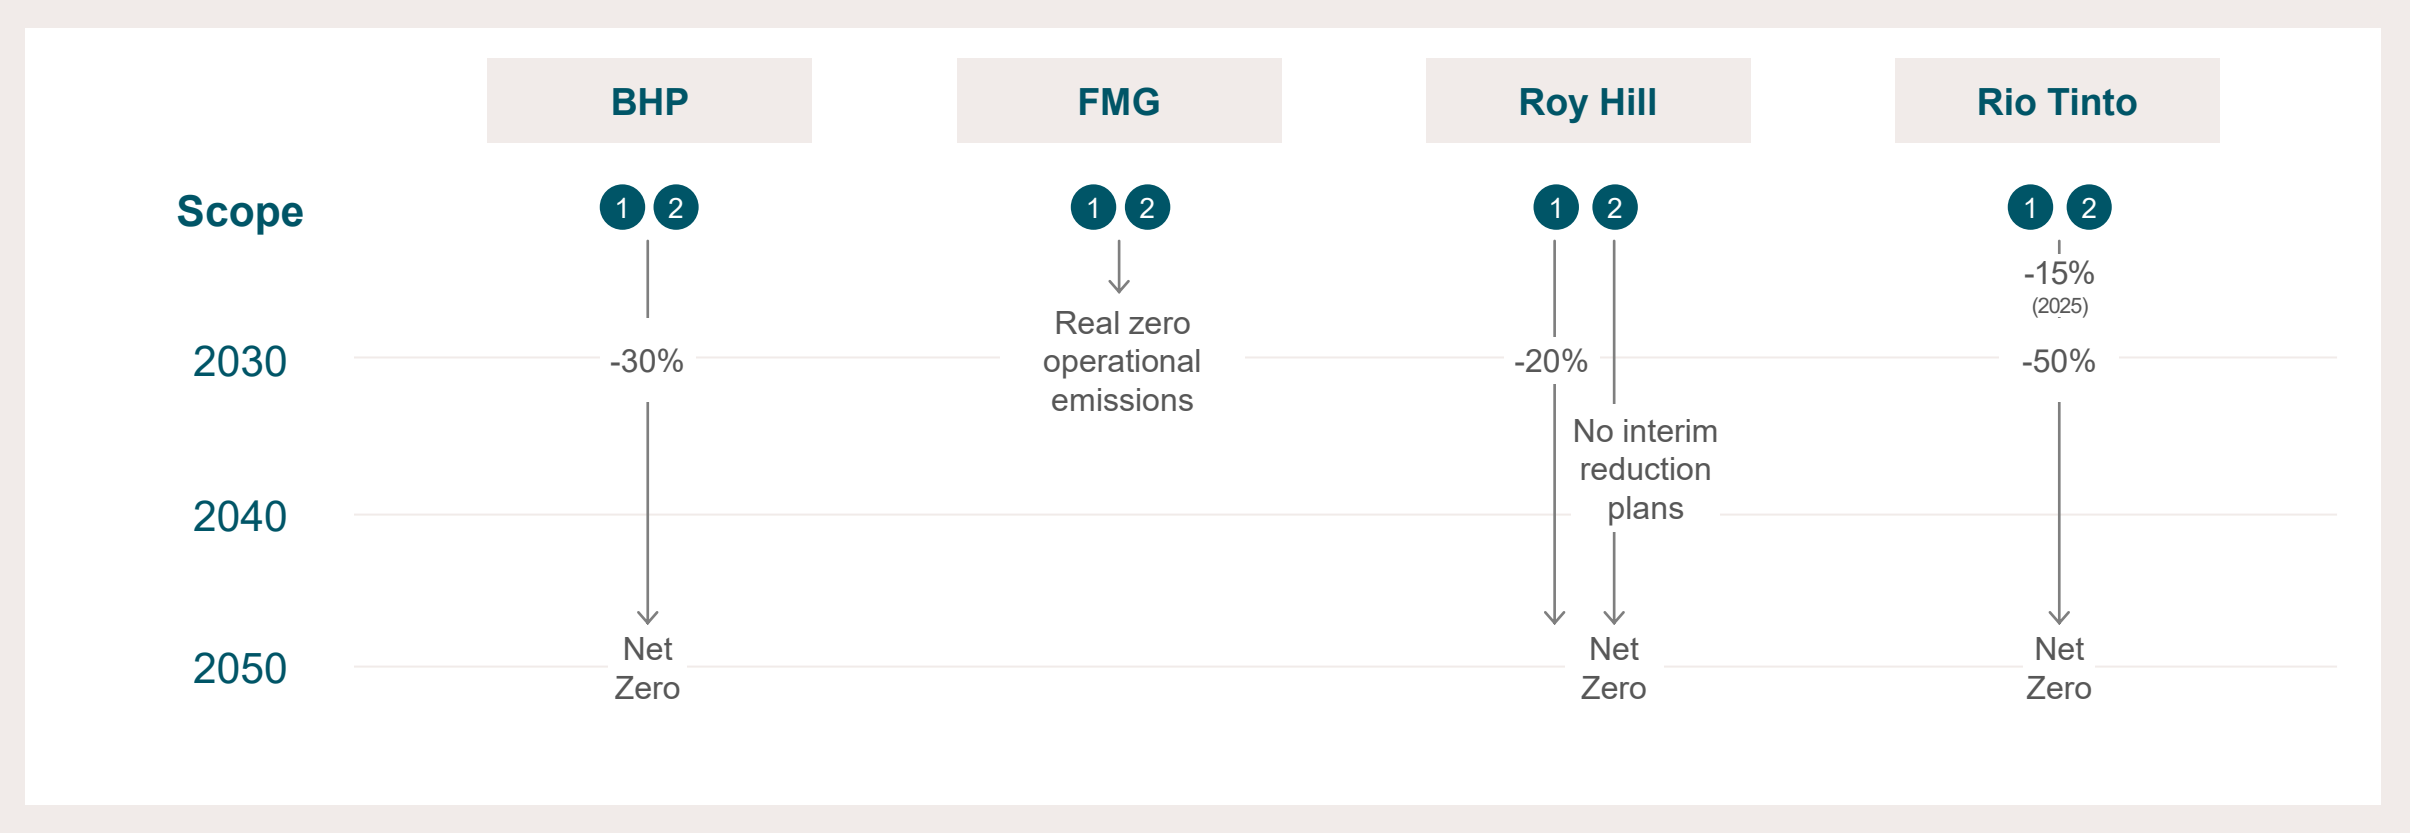 BHP
FMG
Roy Hill
Rio Tinto
Scope
1 2
1 2
1 2
1 2
-15%
(2025)
2030
-30%
Real zero
operational
emissions
-20%
-50%
No interim
reduction
plans
2040
2050
Net
Zero
Net
Zero
Net
Zero